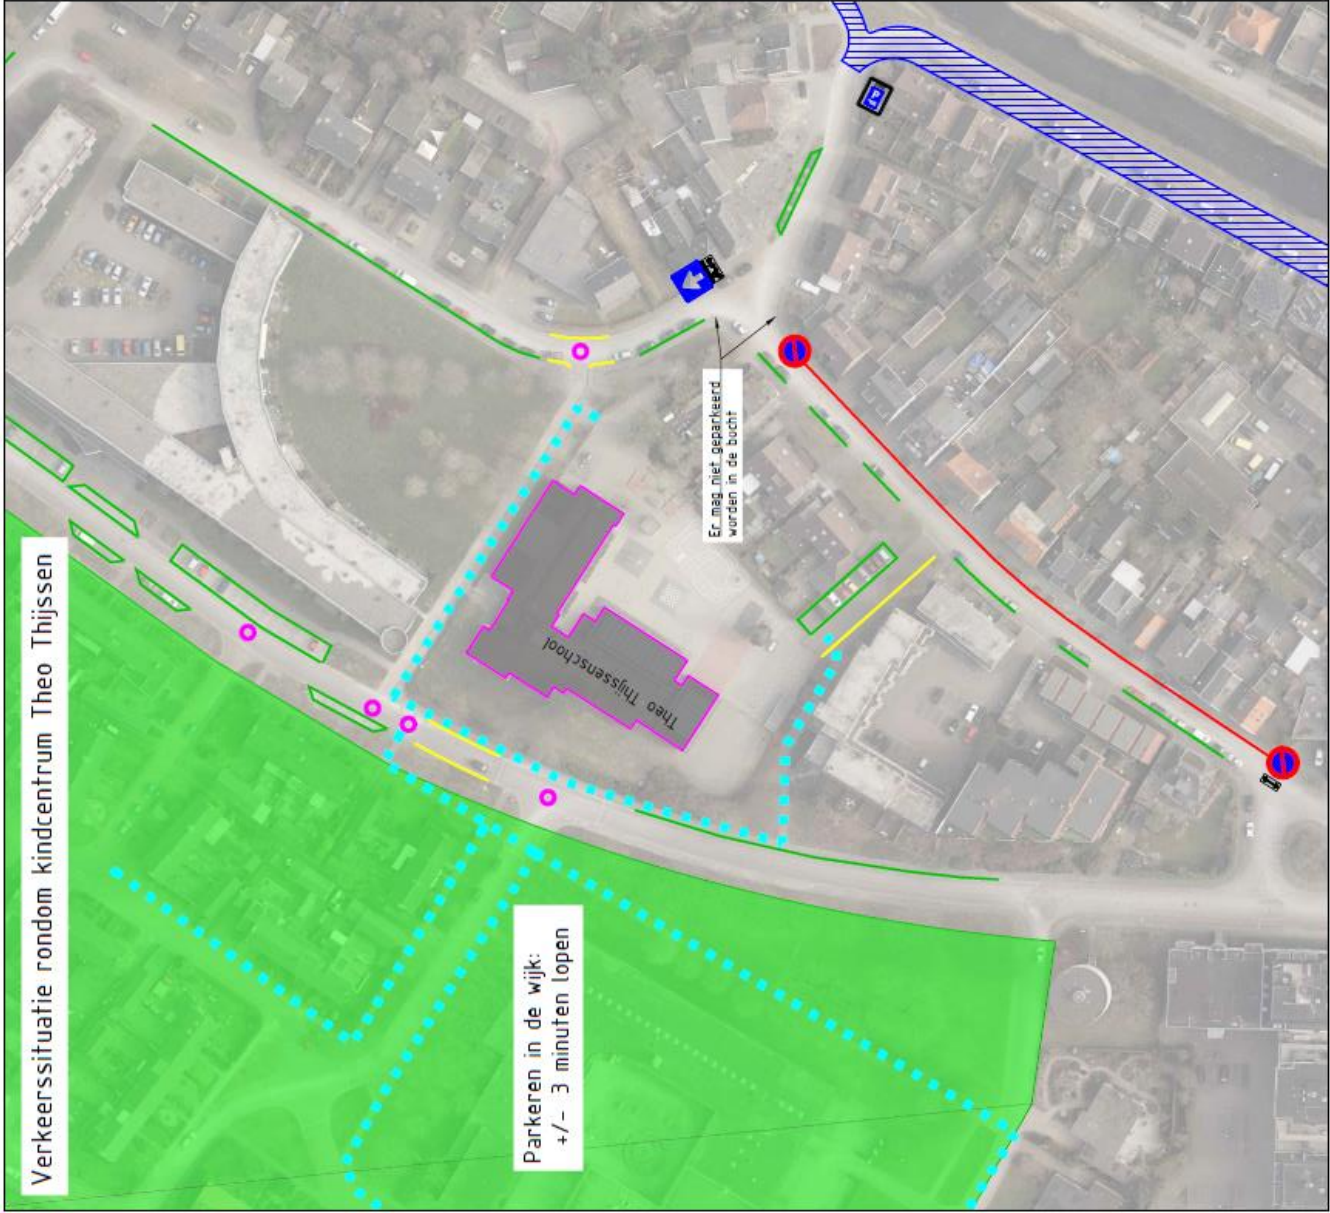 Verkeerssituatie rondom kindcentrum Theo Thijssen
Parkeren in de wijk:
+/- 3 minuten lopen
Theo Thijssenschool
Er mag niet geparkeerd
worden in de bocht
P